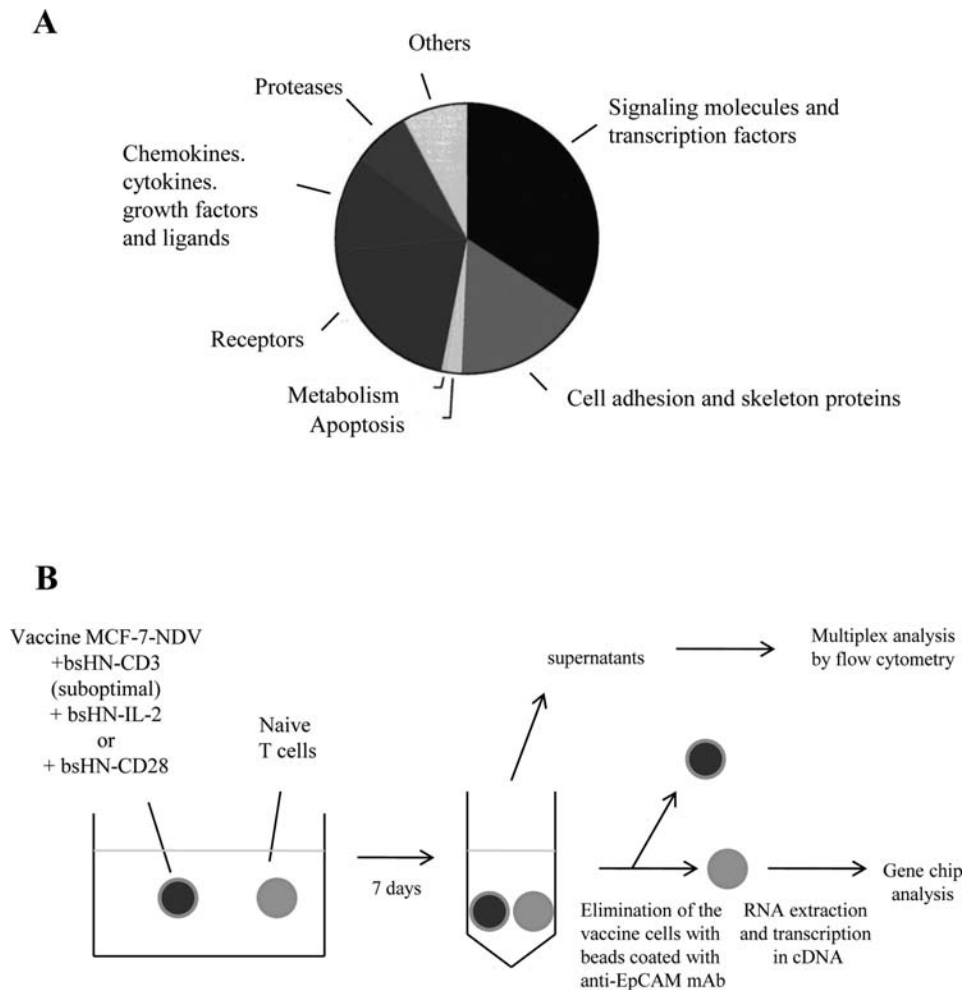 A
Others
Proteases
Signaling molecules and
transcription factors
Chemokines.
cytokines.
growth factors
and ligands
Receptors
Metabolism
Apoptosis
Cell adhesion and skeleton proteins
B
Vaccine MCF-7-NDV
+bsHN-CD3
(suboptimal)
+ bsHN-IL-2
or
+ bsHN-CD28
Naive
T cells
7 days
supernatants
Multiplex analysis
by flow cytometry
Elimination of the
vaccine cells with
beads coated with
anti-EpCAM mAb
RNA extraction
and transcription
in cDNA
Gene chip
analysis